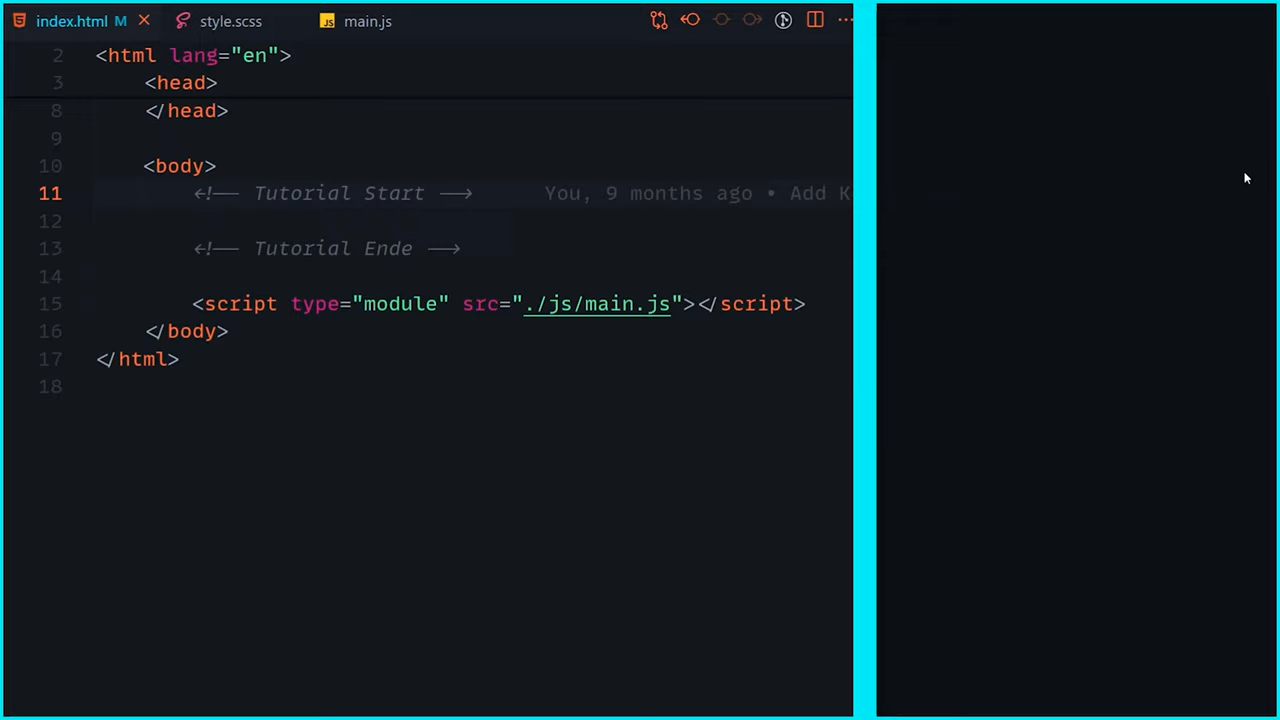 index.html M style.scss JS main.js
2 <html lang="en">
3 <head>
8 </head>
9
10 <body>
11 <!-- Tutorial Start --> You, 9 months ago • Add K
12
13 <!-- Tutorial Ende -->
14
15 <script type="module" src="./js/main.js"></script>
16 </body>
17 </html>
18